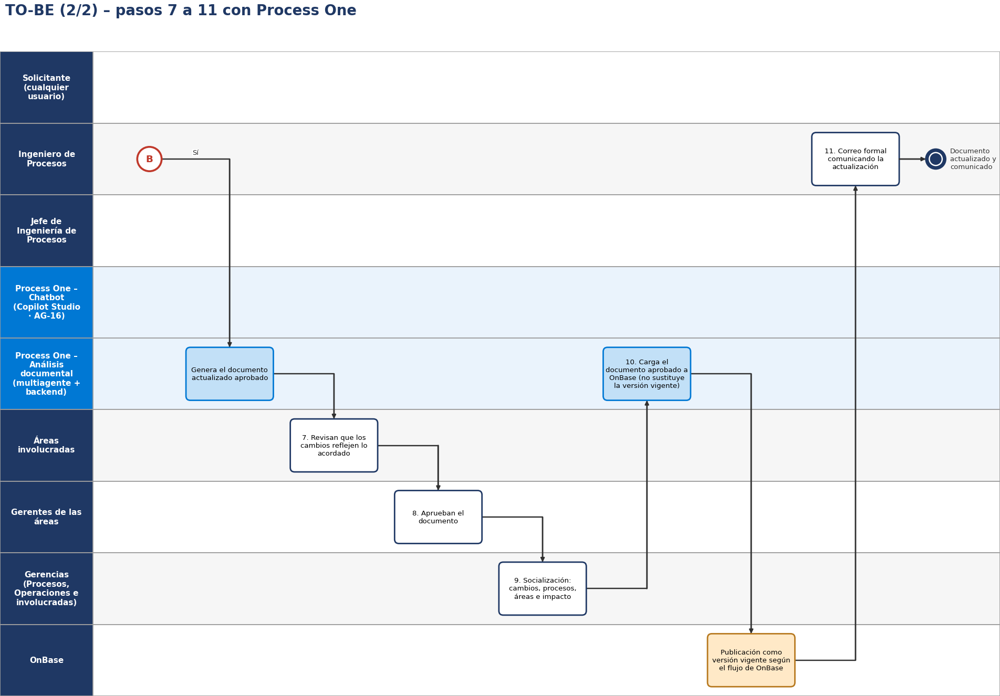 TO-BE (2/2) – pasos 7 a 11 con Process One
Solicitante
(cualquier
usuario)
Ingeniero de
Procesos
B
Sí
11. Correo formal
comunicando la
actualización
Documento
actualizado y
comunicado
Jefe de
Ingeniería de
Procesos
Process One –
Chatbot
(Copilot Studio
· AG-16)
Process One –
Análisis
documental
(multiagente +
backend)
Genera el documento
actualizado aprobado
10. Carga el
documento aprobado a
OnBase (no sustituye
la versión vigente)
Áreas
involucradas
7. Revisan que los
cambios reflejen lo
acordado
Gerentes de las
áreas
8. Aprueban el
documento
Gerencias
(Procesos,
Operaciones e
involucradas)
9. Socialización:
cambios, procesos,
áreas e impacto
OnBase
Publicación como
versión vigente según
el flujo de OnBase